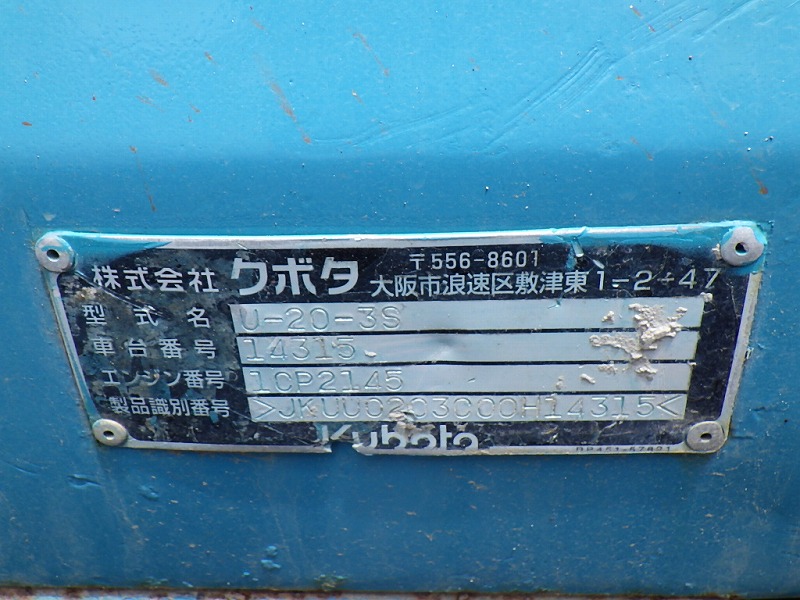 株式会社 クボタ 〒556-8601
大阪市浪速区敷津東1-2-47
型式名 U-20-3S
車台番号 14315
エンジン番号 1CP2145
製品識別番号 >JKUU0203C00H14315<
Kubota